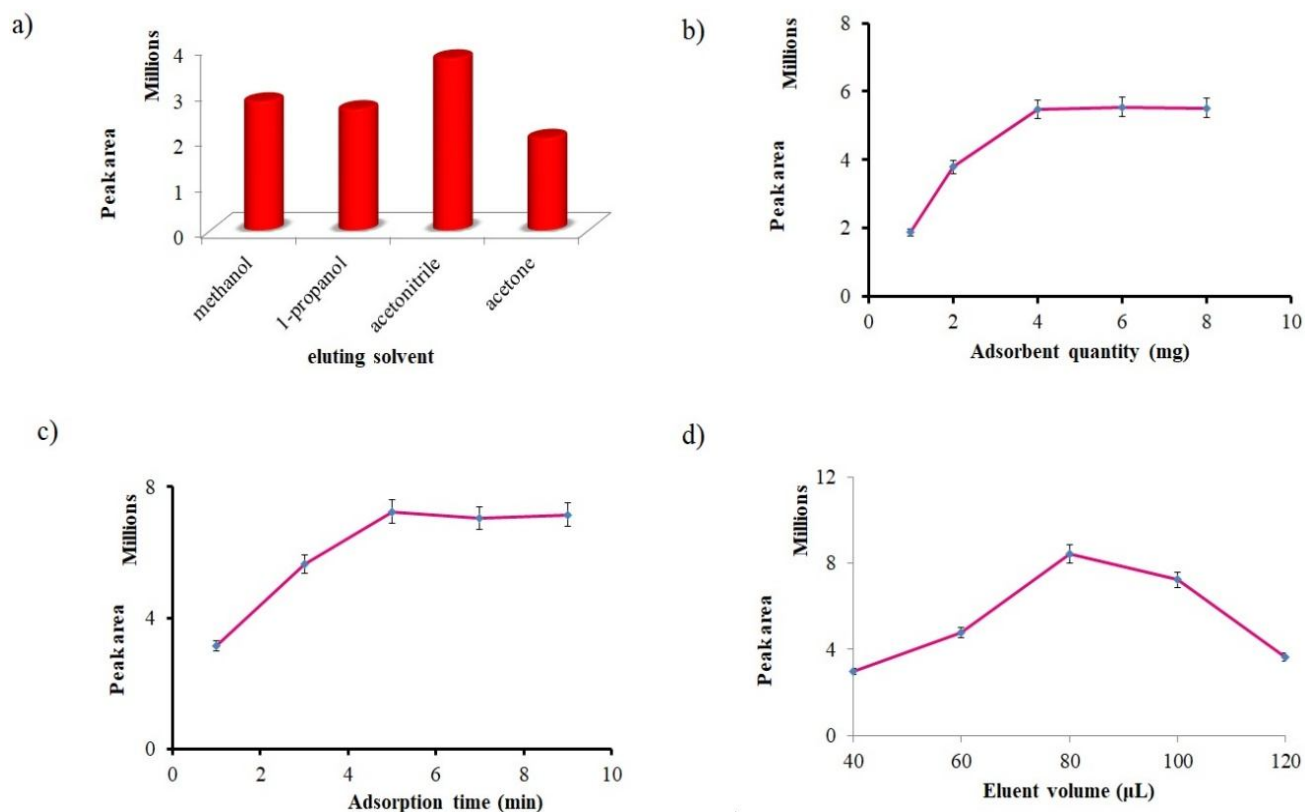 a)
Millions
Peak area
4
3
2
1
0
methanol
1-propanol
acetonitrile
acetone
eluting solvent
b)
Millions
Peak area
8
6
4
2
0
0 2 4 6 8 10
Adsorbent quantity (mg)
c)
Millions
Peak area
8
4
0
0 2 4 6 8 10
Adsorption time (min)
d)
Millions
Peak area
12
8
4
0
40 60 80 100 120
Eluent volume (μL)